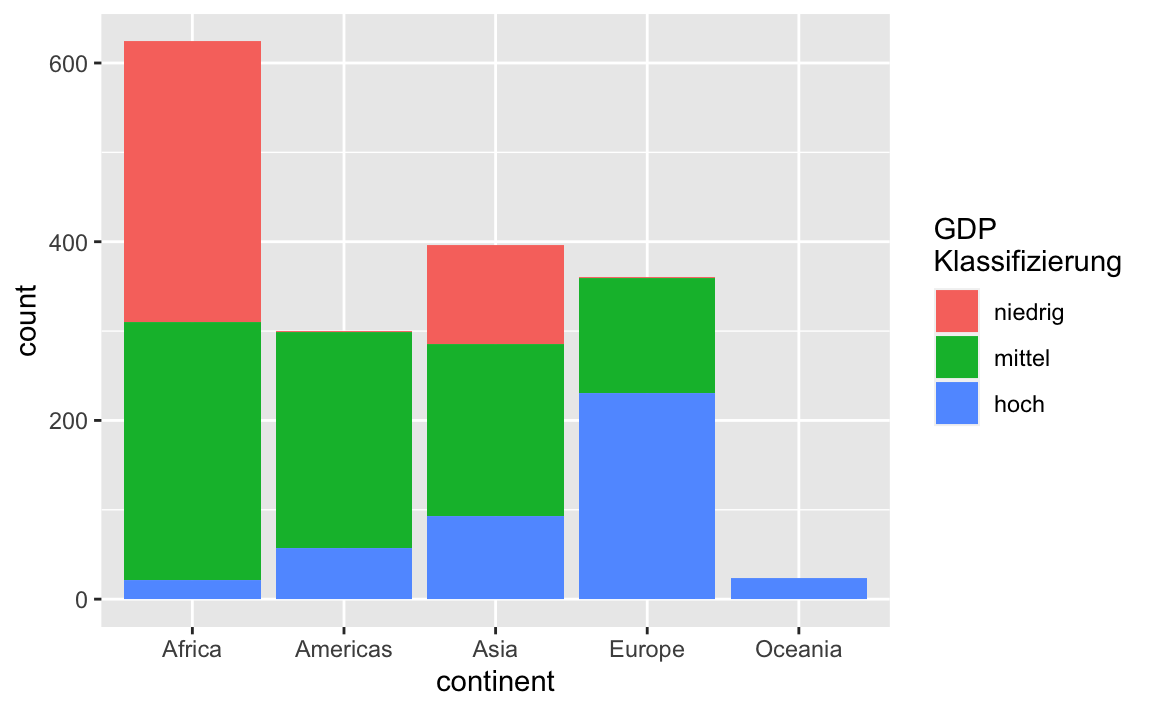 600
400
200
0
count
Africa
Americas
Asia
Europe
Oceania
continent
GDP
Klassifizierung
niedrig
mittel
hoch